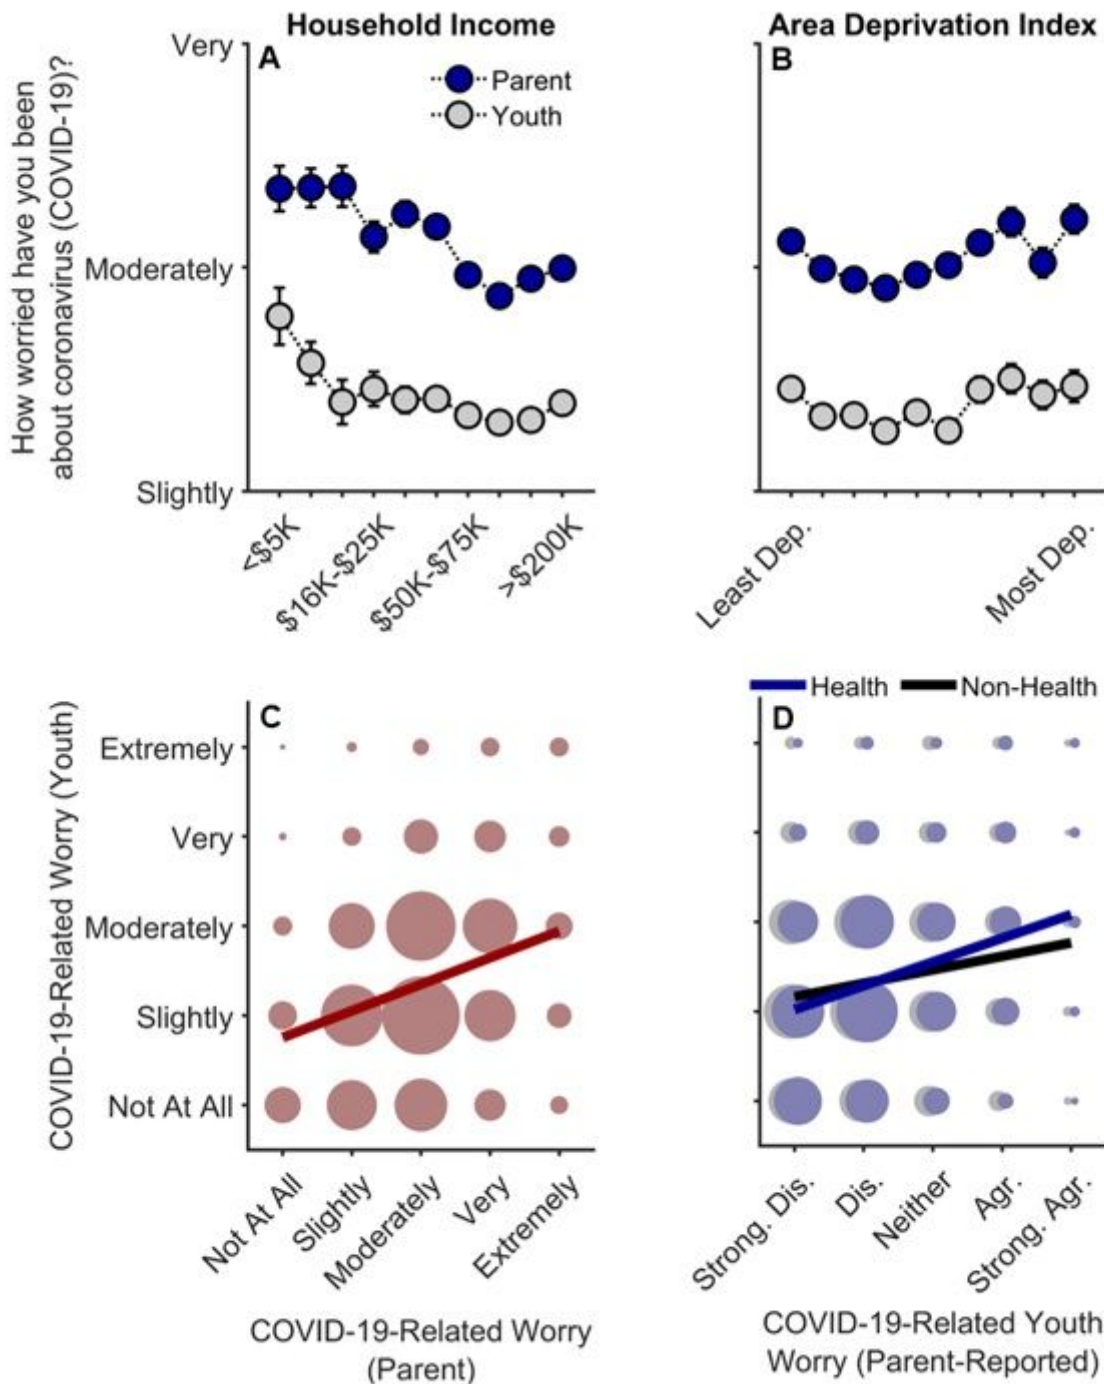 Household Income
Area Deprivation Index
How worried have you been
about coronavirus (COVID-19)?
Very
Moderately
Slightly
A
Parent
Youth
B
<$5K
$16K-$25K
$50K-$75K
>$200K
Least Dep.
Most Dep.
COVID-19-Related Worry (Youth)
Extremely
Very
Moderately
Slightly
Not At All
C
Health
Non-Health
D
Not At All
Slightly
Moderately
Very
Extremely
COVID-19-Related Worry
(Parent)
Strong. Dis.
Dis.
Neither
Agr.
Strong. Agr.
COVID-19-Related Youth
Worry (Parent-Reported)